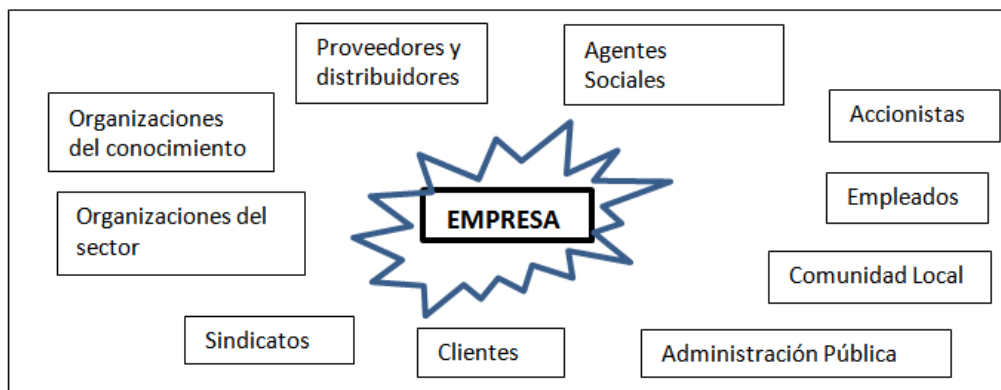 Proveedores y
distribuidores
Agentes
Sociales
Organizaciones
del conocimiento
Accionistas
Organizaciones del
sector
EMPRESA
Empleados
Comunidad Local
Sindicatos
Clientes
Administración Pública